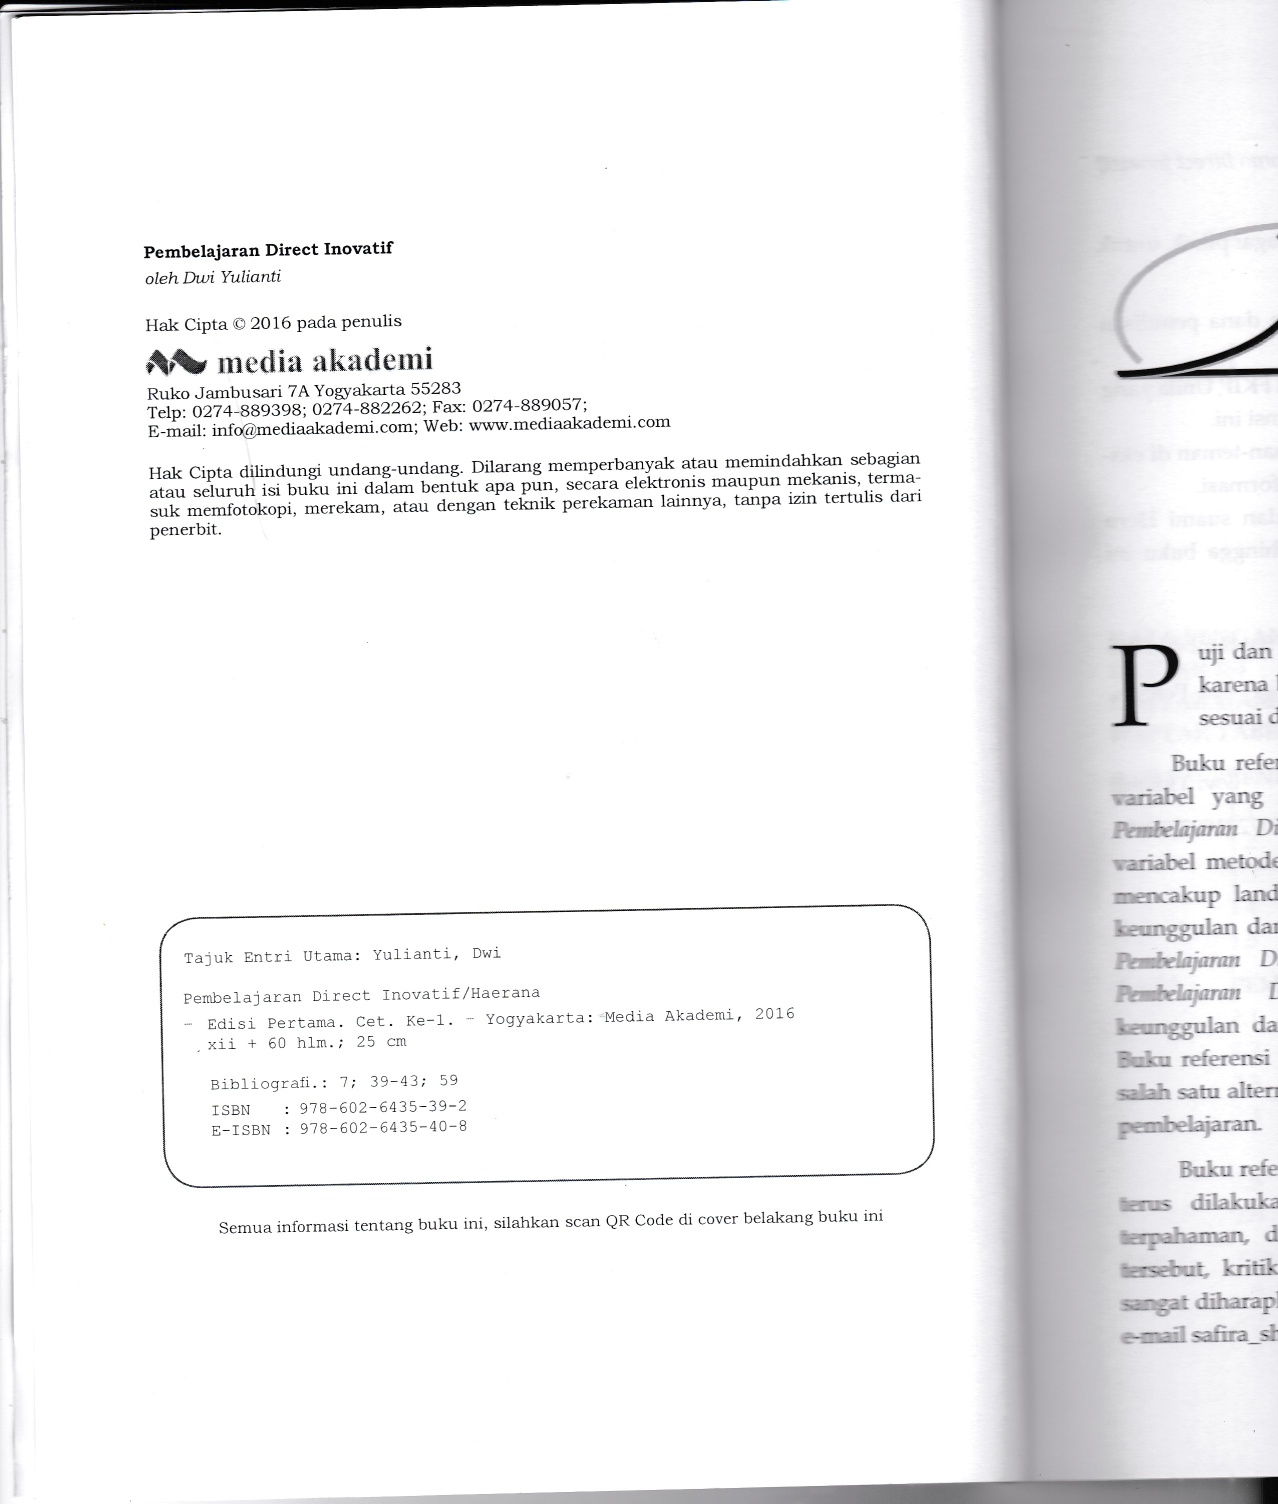 Pembelajaran Direct Inovatif
oleh Dwi Yulianti
Hak Cipta © 2016 pada penulis
media akademi
Ruko Jambusari 7A Yogyakarta 55283
Telp: 0274-889398; 0274-882262; Fax: 0274-889057;
E-mail: info@mediaakademi.com; Web: www.mediaakademi.com
Hak Cipta dilindungi undang-undang. Dilarang memperbanyak atau memindahkan sebagian
atau seluruh isi buku ini dalam bentuk apa pun, secara elektronis maupun mekanis, terma-
suk memfotokopi, merekam, atau dengan teknik perekaman lainnya, tanpa izin tertulis dari
penerbit.
Tajuk Entri Utama: Yulianti, Dwi
Pembelajaran Direct Inovatif/Haerana
− Edisi Pertama. Cet. Ke-1. − Yogyakarta: Media Akademi, 2016
xii + 60 hlm.; 25 cm
Bibliografi.: 7; 39-43; 59
ISBN : 978-602-6435-39-2
E-ISBN : 978-602-6435-40-8
Semua informasi tentang buku ini, silahkan scan QR Code di cover belakang buku ini
Puji dan
karena
sesuai d
Buku refer
variabel yang
Pembelajaran Di
variabel metode
mencakup land
keunggulan dan
Pembelajaran D
Pembelajaran D
keunggulan da
Buku referensi
salah satu altern
pembelajaran.
Buku refe
terus dilakuka
terpahaman, d
tersebut, kritik
sangat diharap
e-mail safira_sh